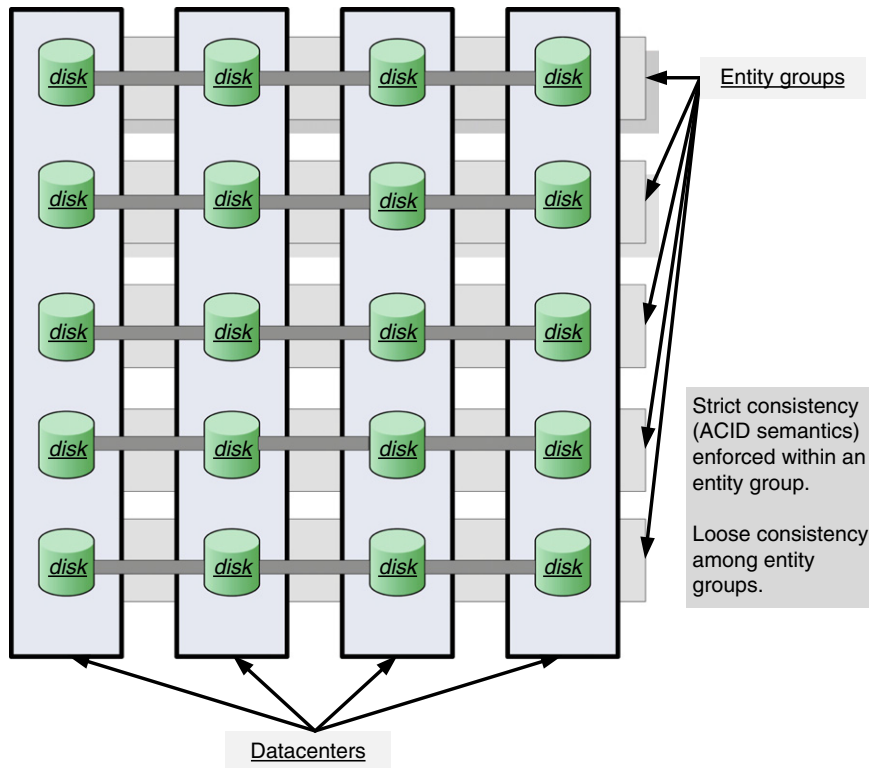 disk disk disk disk
Entity groups
disk disk disk disk
disk disk disk disk
Strict consistency
(ACID semantics)
enforced within an
entity group.
Loose consistency
among entity
groups.
disk disk disk disk
disk disk disk disk
Datacenters